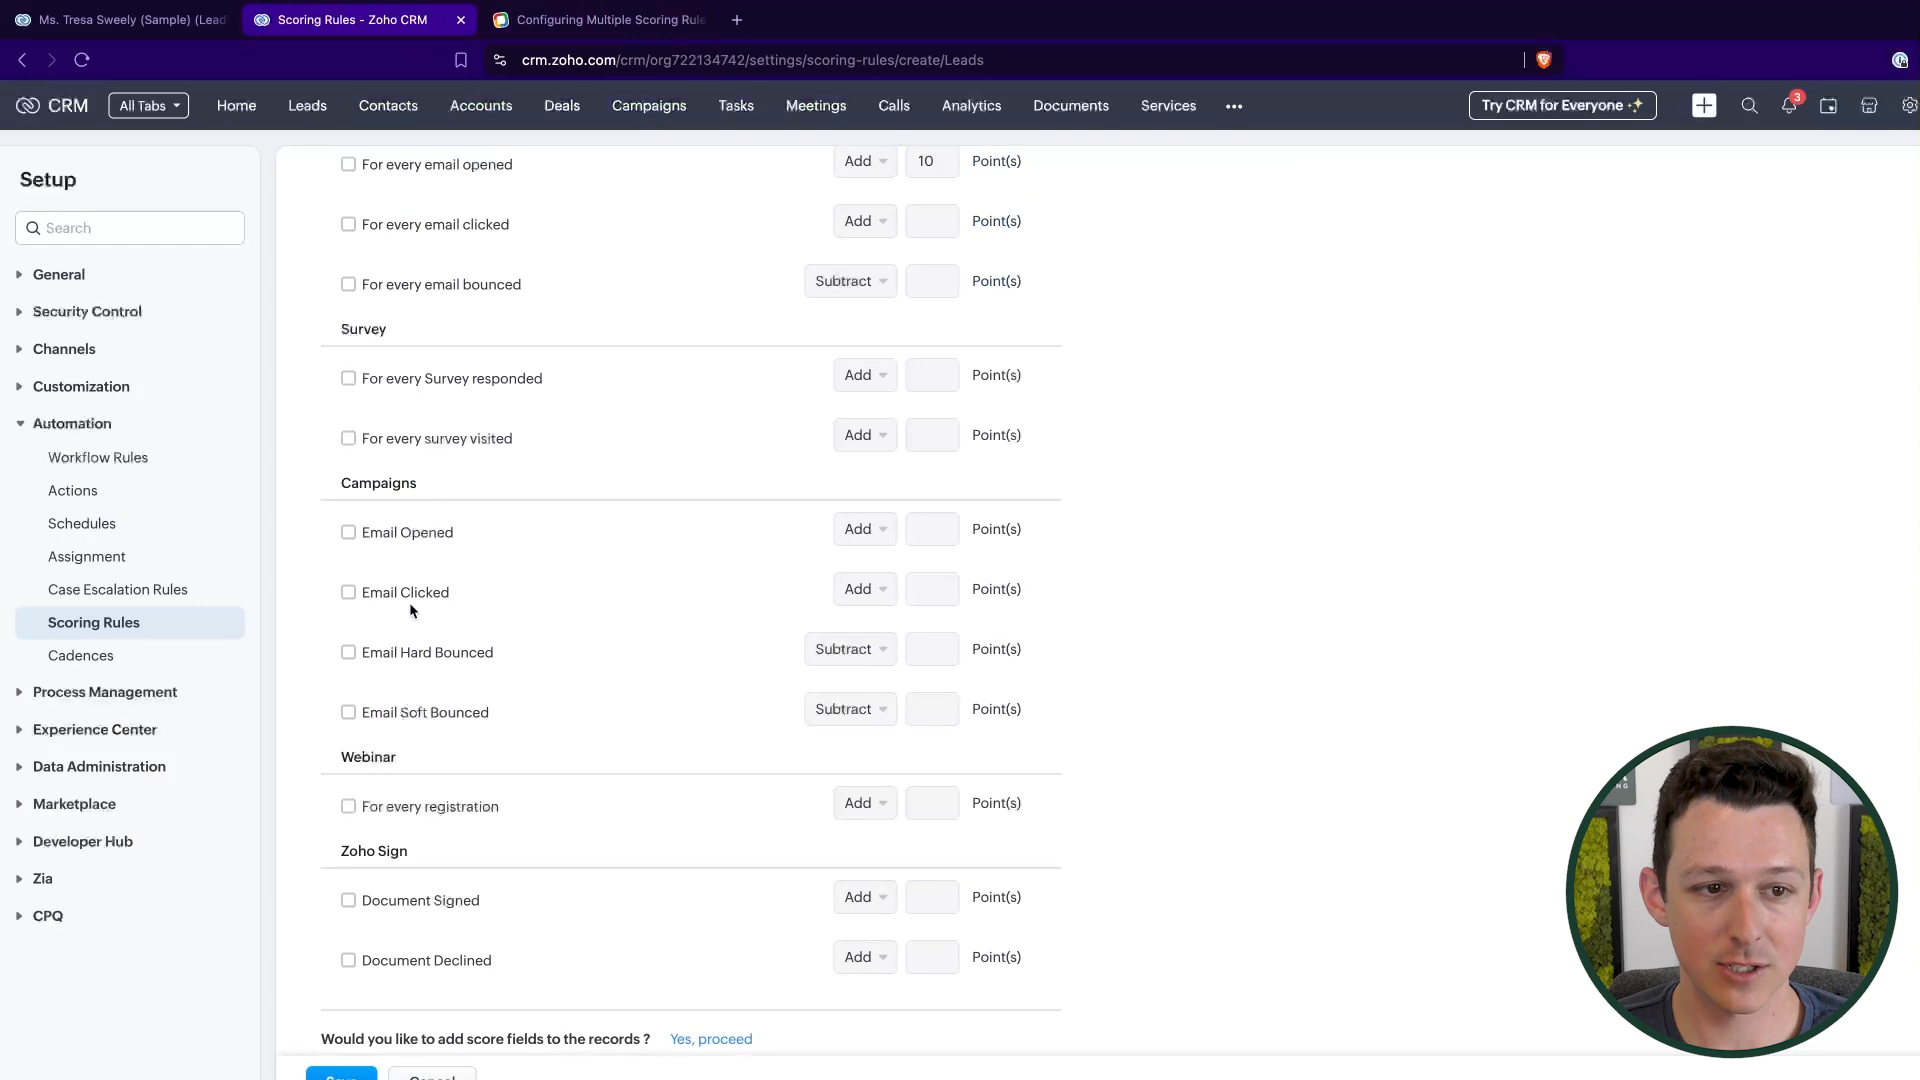 Ms. Tresa Sweely (Sample) (Lead
Scoring Rules - Zoho CRM
Configuring Multiple Scoring Rule
crm.zoho.com/crm/org722134742/settings/scoring-rules/create/Leads
CRM
All Tabs
Home
Leads
Contacts
Accounts
Deals
Campaigns
Tasks
Meetings
Calls
Analytics
Documents
Services
Try CRM for Everyone
3
Setup
Search
General
Security Control
Channels
Customization
Automation
Workflow Rules
Actions
Schedules
Assignment
Case Escalation Rules
Scoring Rules
Cadences
Process Management
Experience Center
Data Administration
Marketplace
Developer Hub
Zia
CPQ
For every email opened Add 10 Point(s)
For every email clicked Add Point(s)
For every email bounced Subtract Point(s)
Survey
For every Survey responded Add Point(s)
For every survey visited Add Point(s)
Campaigns
Email Opened Add Point(s)
Email Clicked Add Point(s)
Email Hard Bounced Subtract Point(s)
Email Soft Bounced Subtract Point(s)
Webinar
For every registration Add Point(s)
Zoho Sign
Document Signed Add Point(s)
Document Declined Add Point(s)
Would you like to add score fields to the records ? Yes, proceed
Save Cancel